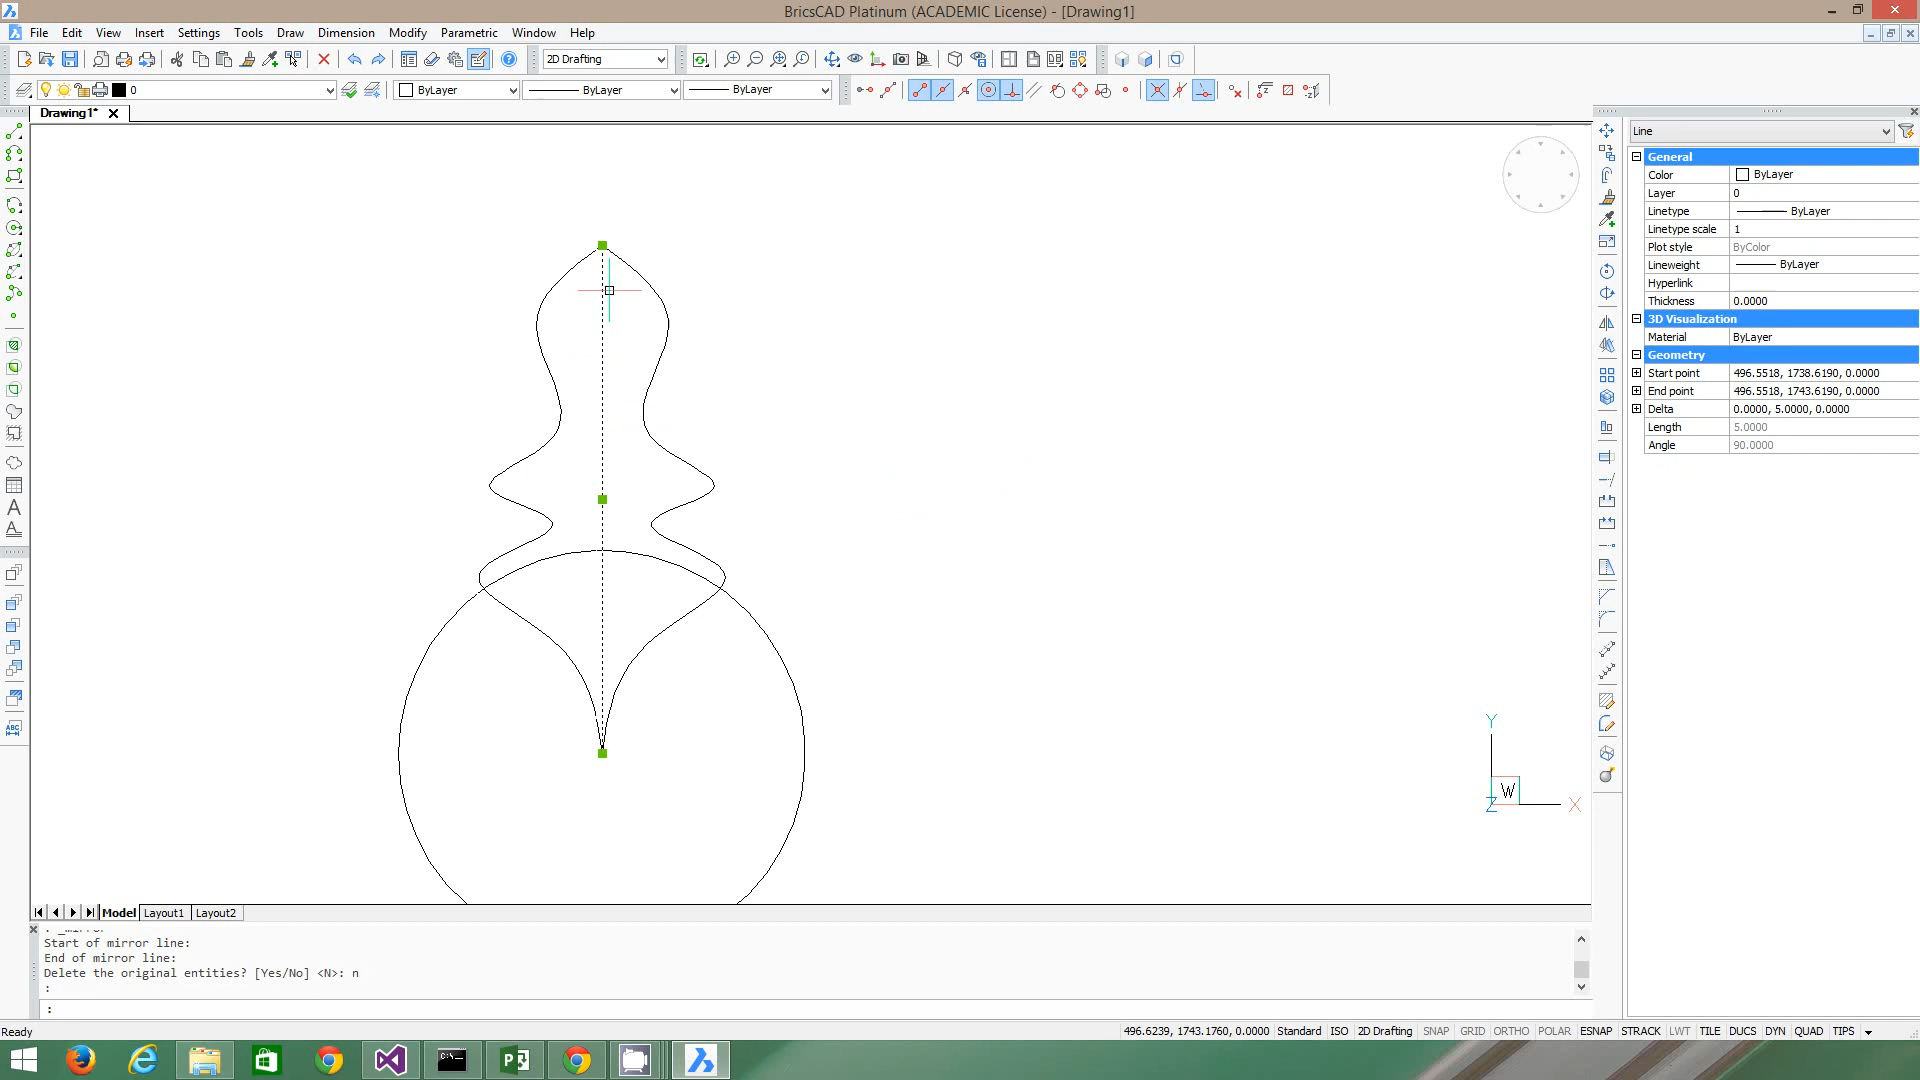 BricsCAD Platinum (ACADEMIC License) - [Drawing1]
File Edit View Insert Settings Tools Draw Dimension Modify Parametric Window Help
2D Drafting
0 ByLayer ByLayer ByLayer
Drawing1*
Line
General
Color ByLayer
Layer 0
Linetype ByLayer
Linetype scale 1
Plot style ByColor
Lineweight ByLayer
Hyperlink
Thickness 0.0000
3D Visualization
Material ByLayer
Geometry
Start point 496.5518, 1738.6190, 0.0000
End point 496.5518, 1743.6190, 0.0000
Delta 0.0000, 5.0000, 0.0000
Length 5.0000
Angle 90.0000
A
A
ABC
Y
W
Z X
Model Layout1 Layout2
: _mirror
Start of mirror line:
End of mirror line:
Delete the original entities? [Yes/No] <N>: n
:
:
Ready 496.6239, 1743.1760, 0.0000 Standard ISO 2D Drafting SNAP GRID ORTHO POLAR ESNAP STRACK LWT TILE DUCS DYN QUAD TIPS